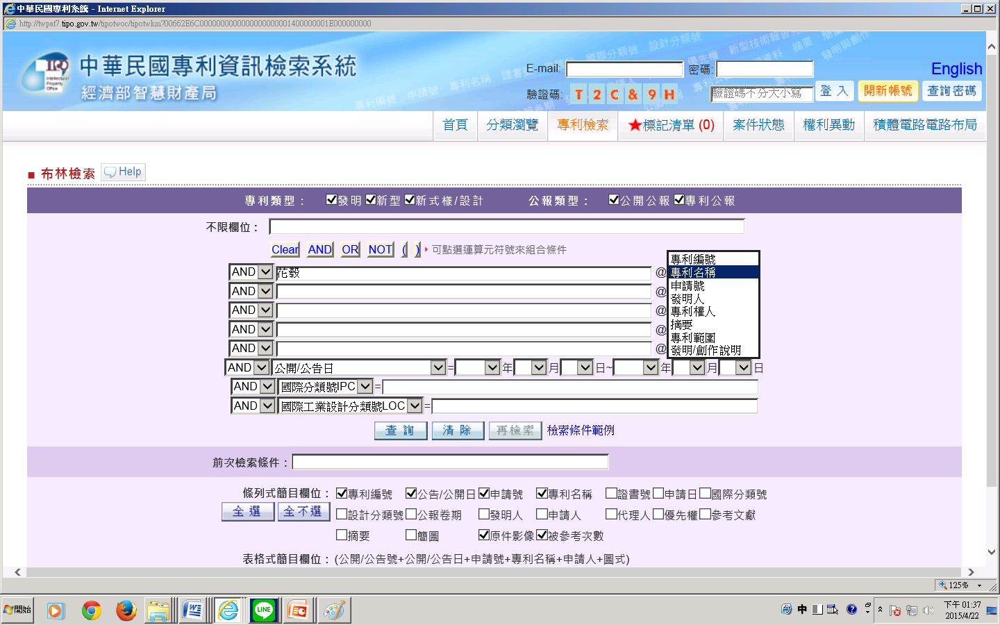 中華民國專利系統 - Internet Explorer
http://twpat7.tipo.gov.tw/tipotwoc/tipotwkm?00662E6C0000000000000000000001400000001E000000000
TIPO
Intellectual
Property
Office
中華民國專利資訊檢索系統
經濟部智慧財產局
E-mail:
密碼:
English
驗證碼:
T 2 C & 9 H
驗證碼不分大小寫
登 入
開新帳號
查詢密碼
首頁
分類瀏覽
專利檢索
★標記清單 (0)
案件狀態
權利異動
積體電路電路布局
■ 布林檢索
Help
專利類型：
發明
新型
新式樣/設計
公報類型：
公開公報
專利公報
不限欄位：
Clear AND OR NOT ( )
可點選運算元符號來組合條件
AND 花轂 @
AND @
AND @
AND @
AND @
專利編號
專利名稱
申請號
發明人
專利權人
摘要
專利範圍
發明/創作說明
AND 公開/公告日 = 年 月 日~ 年 月 日
AND 國際分類號IPC =
AND 國際工業設計分類號LOC =
查 詢
清 除
再檢索
檢索條件範例
前次檢索條件：
條列式簡目欄位：
全 選
全不選
專利編號 公告/公開日 申請號 專利名稱 證書號 申請日 國際分類號
設計分類號 公報卷期 發明人 申請人 代理人 優先權 參考文獻
摘要 簡圖 原件影像 被參考次數
表格式簡目欄位：(公開/公告號+公開/公告日+申請號+專利名稱+申請人+圖式)
125%
開始
LINE
中
下午 01:37
2015/4/22